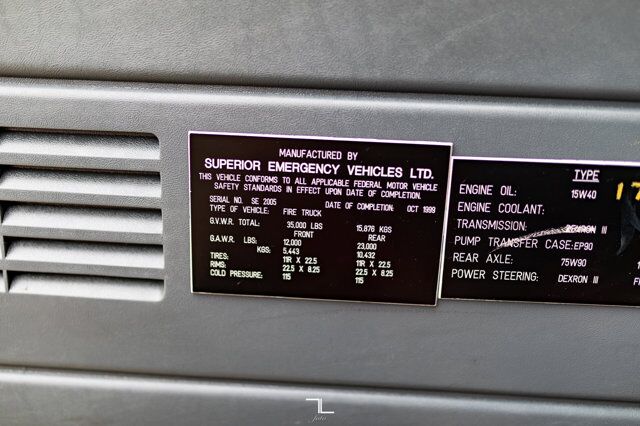 MANUFACTURED BY
SUPERIOR EMERGENCY VEHICLES LTD.
THIS VEHICLE CONFORMS TO ALL APPLICABLE FEDERAL MOTOR VEHICLE
SAFETY STANDARDS IN EFFECT UPON DATE OF COMPLETION.
SERIAL NO. SE 2005 DATE OF COMPLETION: OCT 1999
TYPE OF VEHICLE: FIRE TRUCK
G.V.W.R. TOTAL: 35,000 LBS 15,876 KGS
FRONT REAR
G.A.W.R. LBS: 12,000 23,000
KGS: 5,443 10,432
TIRES: 11R X 22.5 11R X 22.5
RIMS: 22.5 X 8.25 22.5 X 8.25
COLD PRESSURE: 115 115
TYPE
ENGINE OIL: 15W40 17
ENGINE COOLANT:
TRANSMISSION: DEXRON III
PUMP TRANSFER CASE: EP90
REAR AXLE: 75W90
POWER STEERING: DEXRON III